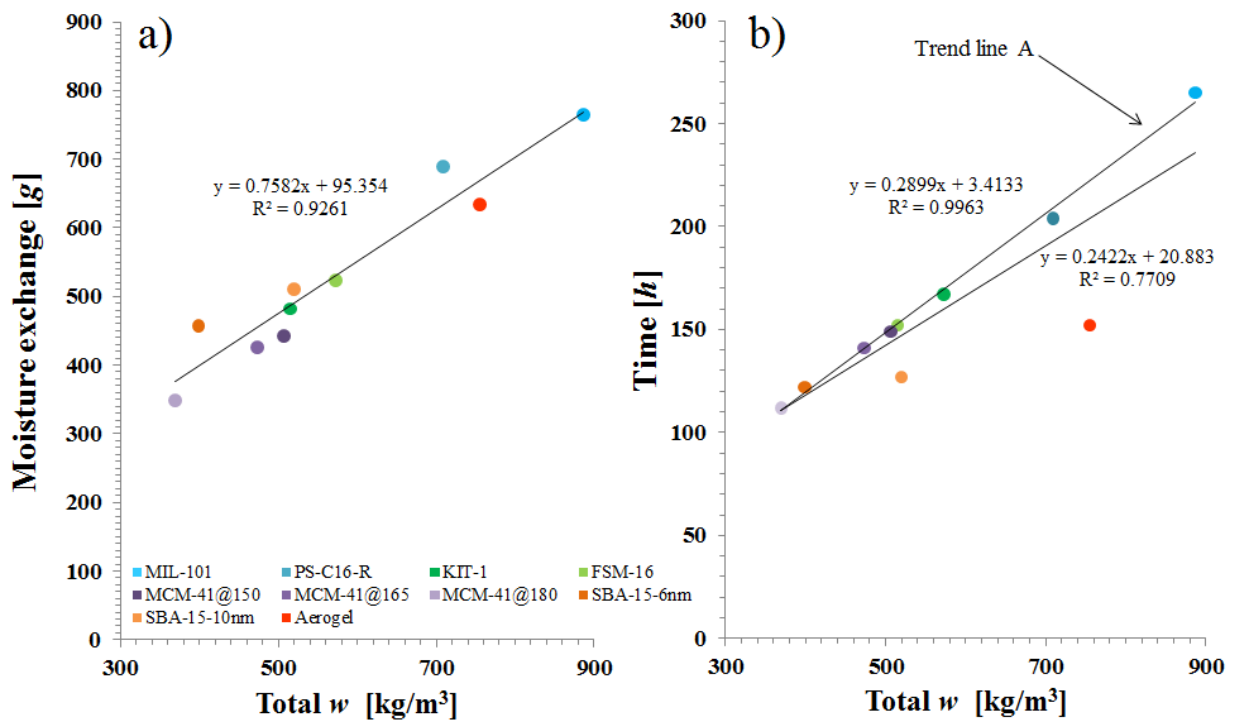 a)
900
800
700
600
500
400
300
200
100
0
Moisture exchange [g]
y = 0.7582x + 95.354
R² = 0.9261
MIL-101 PS-C16-R KIT-1 FSM-16
MCM-41@150 MCM-41@165 MCM-41@180 SBA-15-6nm
SBA-15-10nm Aerogel
300 500 700 900
Total w [kg/m³]
b)
300
250
200
150
100
50
0
Time [h]
Trend line A
y = 0.2899x + 3.4133
R² = 0.9963
y = 0.2422x + 20.883
R² = 0.7709
300 500 700 900
Total w [kg/m³]